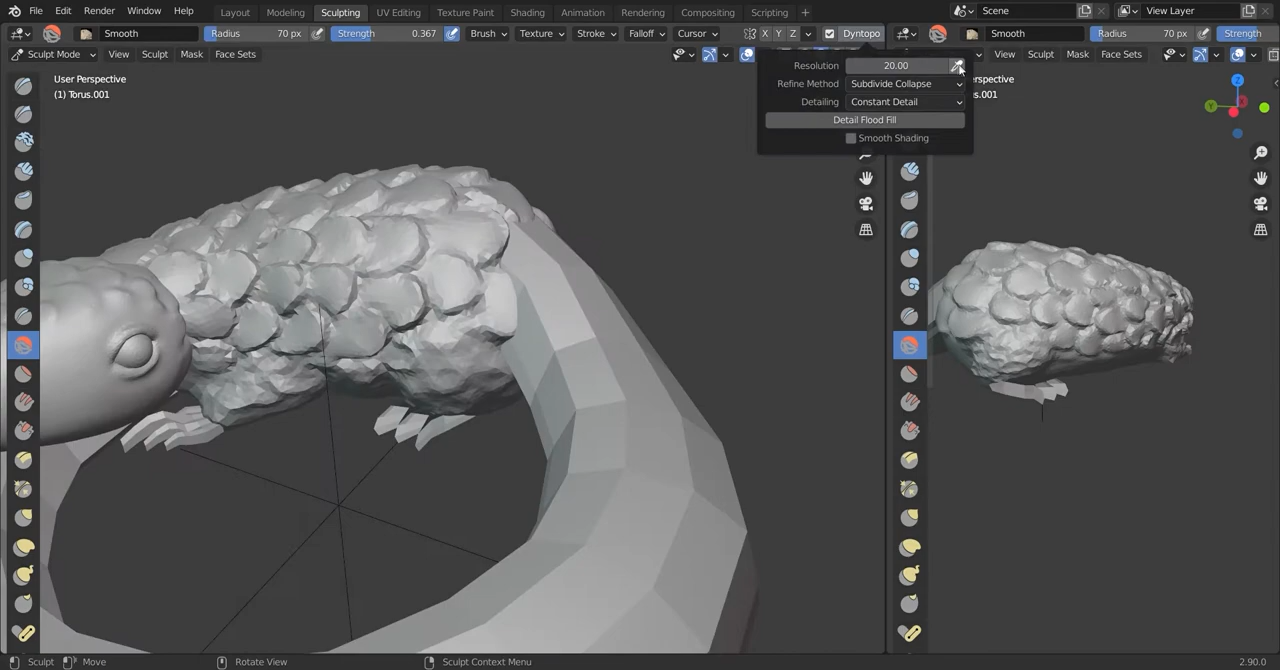 File Edit Render Window Help Layout Modeling Sculpting UV Editing Texture Paint Shading Animation Rendering Compositing Scripting + Scene View Layer
Smooth Radius 70 px Strength 0.367 Brush Texture Stroke Falloff Cursor X Y Z Dyntopo Smooth Radius 70 px Strength
Sculpt Mode View Sculpt Mask Face Sets View Sculpt Mask Face Sets
User Perspective
(1) Torus.001
Resolution 20.00
Refine Method Subdivide Collapse
Detailing Constant Detail
Detail Flood Fill
Smooth Shading
perspective
us.001
Z
Y
X
Sculpt Move Rotate View Sculpt Context Menu 2.90.0